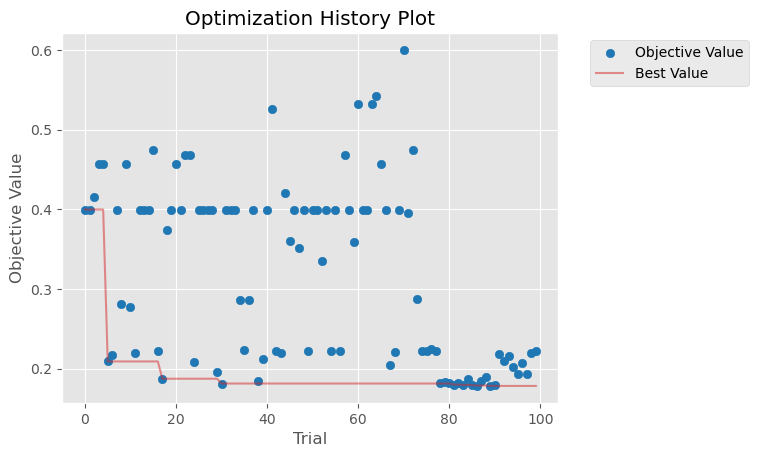 Optimization History Plot
Objective Value
Best Value
0.6
0.5
0.4
0.3
0.2
Objective Value
0
20
40
60
80
100
Trial